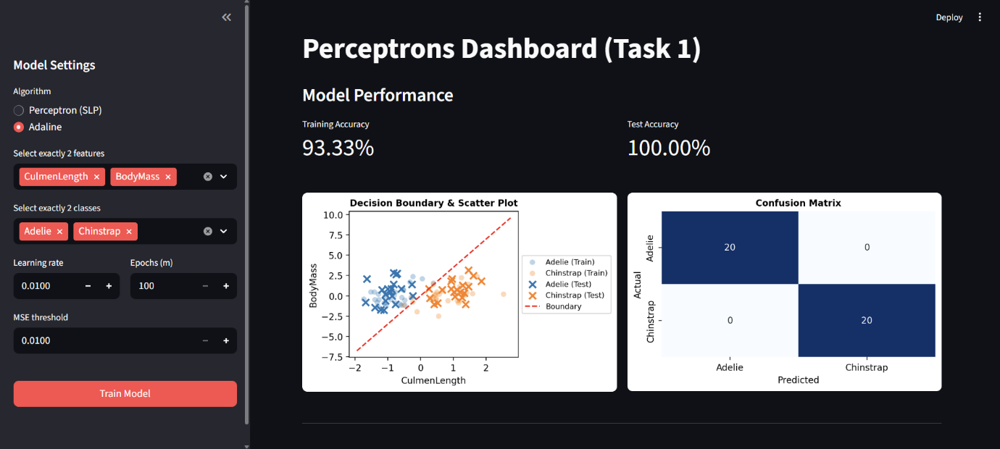 Deploy
Model Settings
Algorithm
Perceptron (SLP)
Adaline
Select exactly 2 features
CulmenLength × BodyMass ×
Select exactly 2 classes
Adelie × Chinstrap ×
Learning rate Epochs (m)
0.0100 − + 100 − +
MSE threshold
0.0100 − +
Train Model
Perceptrons Dashboard (Task 1)
Model Performance
Training Accuracy
93.33%
Test Accuracy
100.00%
Decision Boundary & Scatter Plot
10.0
7.5
5.0
2.5
0.0
−2.5
−5.0
−7.5
BodyMass
−2 −1 0 1 2
CulmenLength
Adelie (Train)
Chinstrap (Train)
Adelie (Test)
Chinstrap (Test)
Boundary
Confusion Matrix
Actual
Adelie
20 0
Chinstrap
0 20
Adelie Chinstrap
Predicted